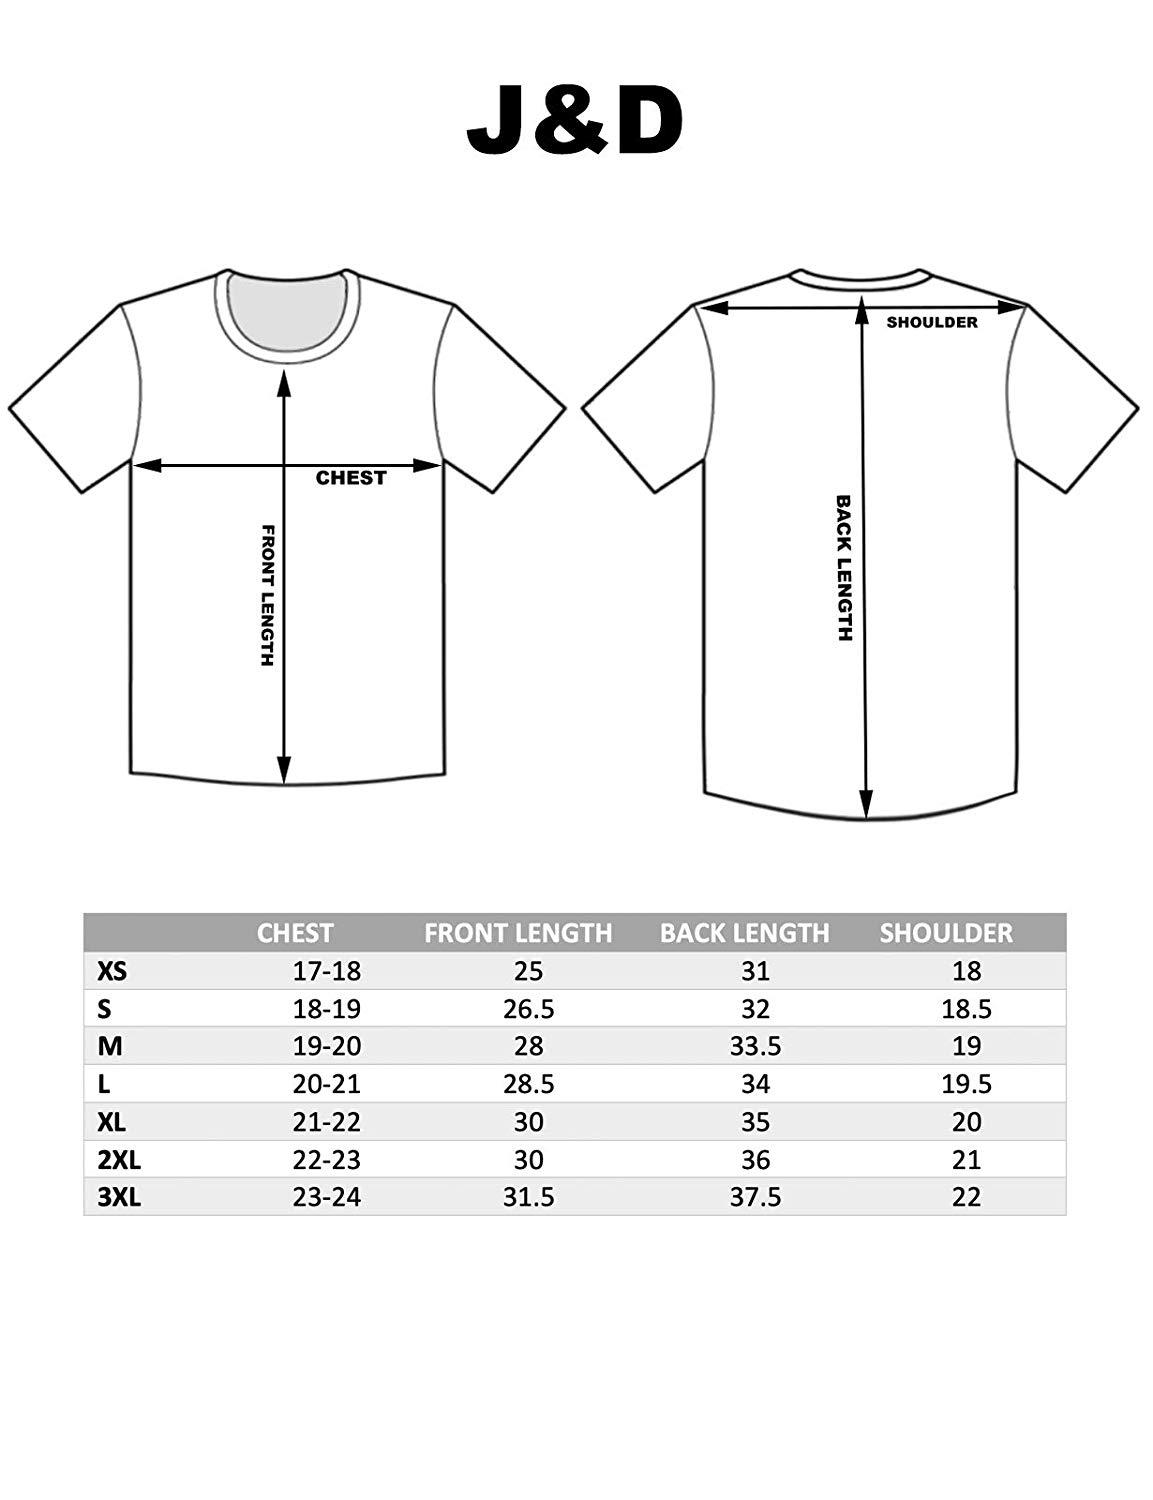 J&D
SHOULDER
CHEST
FRONT LENGTH
BACK LENGTH
CHEST FRONT LENGTH BACK LENGTH SHOULDER
XS 17-18 25 31 18
S 18-19 26.5 32 18.5
M 19-20 28 33.5 19
L 20-21 28.5 34 19.5
XL 21-22 30 35 20
2XL 22-23 30 36 21
3XL 23-24 31.5 37.5 22